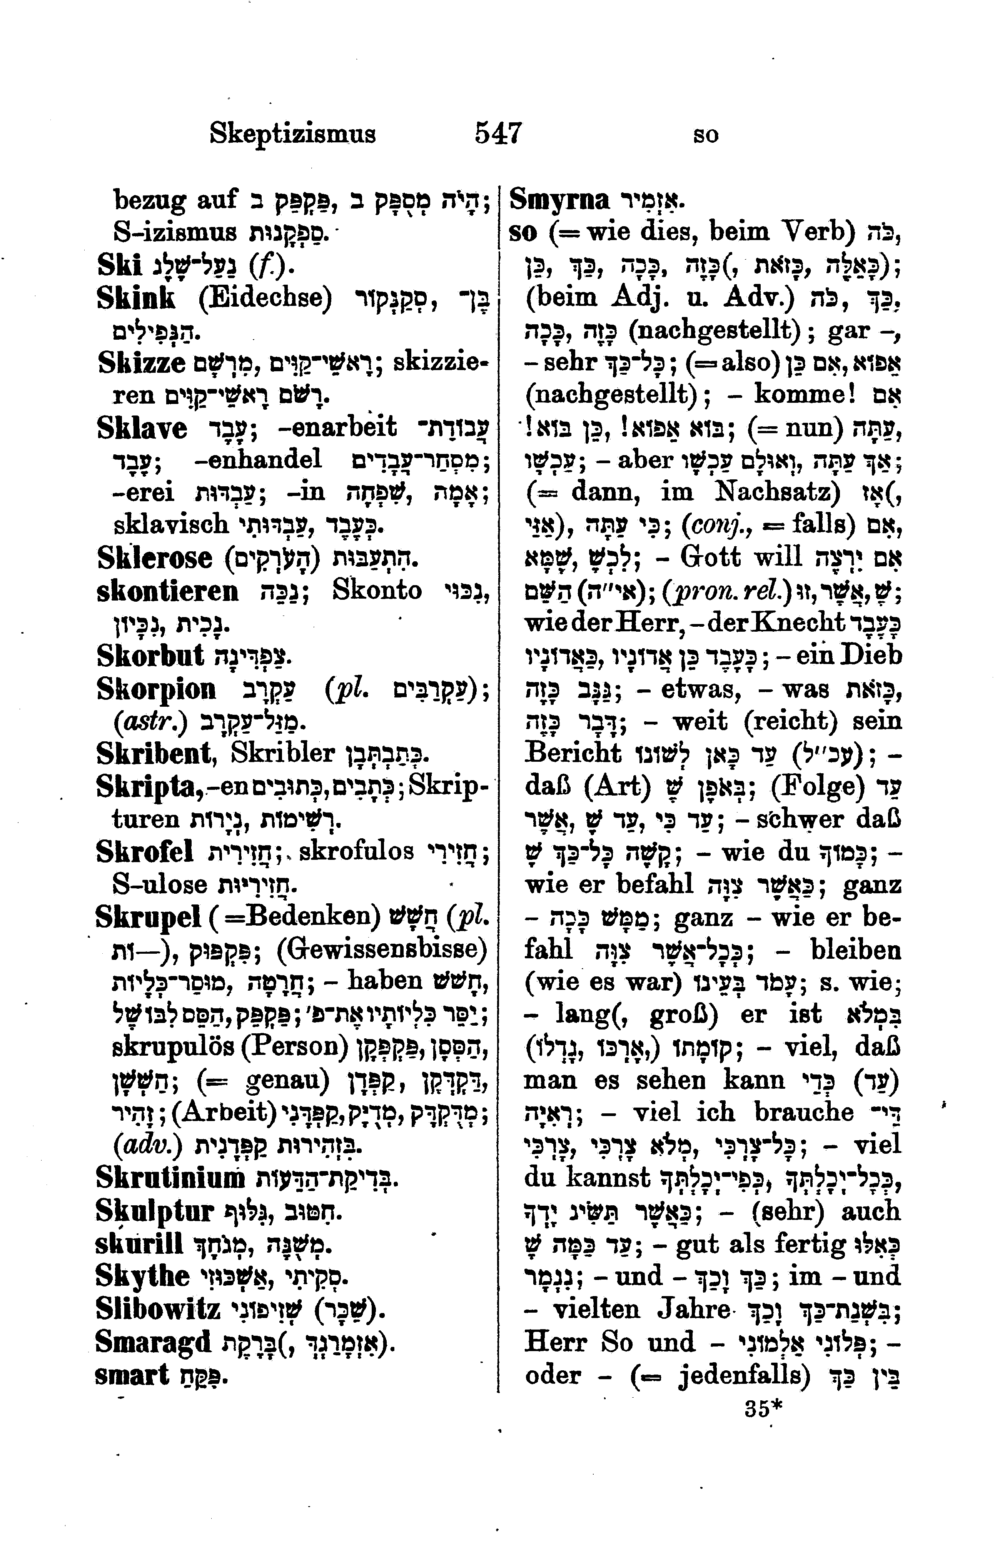 Skeptizismus 547 so
bezug auf הָיֹה מְסֻפָּק ב ,פַּקְפֵּק ב;
S-izismus סַפְּקָנוּת.
Ski נַעַל־שֶׁלֶג (f.).
Skink (Eidechse) בֶּן־ ,סְקִנְקוּר
הַנְּפִילִים.
Skizze רָאשֵׁי־קַוִּים ,מִרְשָׁם; skizzie-
ren רָשֹׁם רָאשֵׁי־קַוִּים.
Sklave עֶבֶד; -enarbeit עֲבוֹדַת־
עֶבֶד; -enhandel מִסְחַר־עֲבָדִים;
-erei עַבְדוּת; -in אָמָה ,שִׁפְחָה;
sklavisch כְּעֶבֶד ,עַבְדוּתִי.
Sklerose הִתְעַבּוּת (הָעוֹרְקִים).
skontieren נַכֵּה; Skonto נִכּוּי,
נָכִית ,נִכָּיוֹן.
Skorbut צַפְדִּינָה.
Skorpion עַקְרָב (pl. עַקְרַבִּים);
(astr.) מַזַּל־עַקְרָב.
Skribent, Skribler כְּתַבְתְּבָן.
Skripta,-en כְּתָבִים,כְּתוּבִים; Skrip-
turen רְשִׁימוֹת ,נְיָרוֹת.
Skrofel חֲזִירִית; skrofulos חֲזִירִי;
S-ulose חֲזִירִיּוּת.
Skrupel (=Bedenken) חֲשָׁשׁ (pl.
—וֹת), פִּקְפּוּק; (Gewissensbisse)
חֲרָטָה ,מוּסַר־כְּלָיוֹת; – haben חָשֹׁשׁ,
יַסֵּר כִּלְיוֹתָיו אֶת־פ'; פַּקְפֵּק ,הַסֵּס לִבּוֹ שֶׁל;
skrupulös (Person) הַסְּסָן ,פַּקְפְּקָן,
חַשְׁשָׁן; (= genau) דַּקְדְּקָן ,קַפְּדָן,
זָהִיר; (Arbeit) מְדֻקְדָּק ,מְדֻיָּק ,קַפְּדָנִי;
(adv.) בִּזְהִירוּת קַפְּדָנִית.
Skrutinium בְּדִיקַת־הַדֵּעוֹת.
Skulptur חִטּוּב ,גִּלּוּף.
skurill מְשֻׁנֶּה ,מְגֻחָךְ.
Skythe סְקִיתִי ,אַשְׁכּוּזִי.
Slibowitz שְׁזִיפוֹנִי (שֵׁכָר).
Smaragd בָּרֶקֶת(, אִזְמָרַגְדְּ).
smart פִּקֵּחַ.
Smyrna אִזְמִיר.
so (= wie dies, beim Verb) כֹּה,
כֵּן ,כָּךְ ,כָּכָה ,כָּזֶה(, כָּזֹאת ,כָּאֵלֶּה);
(beim Adj. u. Adv.) כָּךְ ,כֹּה,
כָּכָה ,כָּזֶה (nachgestellt); gar –,
– sehr כָּל־כָּךְ; (=also) אִם כֵּן ,אֵפוֹא
(nachgestellt); – komme! אִם
כֵּן בּוֹא! ,בּוֹא אֵפוֹא!; (= nun) עַתָּה,
עַכְשָׁו; – aber אַךְ עַתָּה ,וְאוּלָם עַכְשָׁו;
(= dann, im Nachsatz) אָז(,
אֲזַי), כִּי עַתָּה; (conj., = falls) אִם,
לִכְשֶׁ ,שֶׁמָּא; – Gott will אִם יִרְצֶה
הַשֵּׁם (אי"ה); (pron. rel.) שֶׁ ,אֲשֶׁר ,זוּ;
wie der Herr, – der Knecht כָּעֶבֶד
כֵּן אֲדוֹנָיו ,כַּאֲדוֹנָיו כָּעֶבֶד; – ein Dieb
גַּנָּב כָּזֶה; – etwas, – was כָּזֹאת,
דָּבָר כָּזֶה; – weit (reicht) sein
Bericht עַד כָּאן לְשׁוֹנוֹ (עכ"ל); –
daß (Art) בְּאֹפֶן שֶׁ; (Folge) עַד
שֶׁ ,עַד כִּי ,עַד אֲשֶׁר; – schwer daß
קָשֶׁה כָּל־כָּךְ שֶׁ; – wie du כָּמוֹךָ; –
wie er befahl כַּאֲשֶׁר צִוָּה; ganz
– מַמָּשׁ כָּכָה; ganz – wie er be-
fahl כְּכָל־אֲשֶׁר צִוָּה; – bleiben
(wie es war) עָמֹד בְּעֵינוֹ; s. wie;
– lang(, groß) er ist בִּמְלֹא
קוֹמָתוֹ (,אָרְכּוֹ ,גָּדְלוֹ); – viel, daß
man es sehen kann כְּדֵי (עַד)
רְאִיָּה; – viel ich brauche דֵּי־
צָרְכִּי ,מְלֹא צָרְכִּי ,כָּל־צָרְכִּי; – viel
du kannst כְּכָל־יְכָלְתְּךָ ,כְּפִי־יְכָלְתְּךָ,
כַּאֲשֶׁר תַּשִּׂיג יָדְךָ; – (sehr) auch
עַד כַּמָּה שֶׁ; – gut als fertig כְּאִלּוּ
נִגְמָר; – und – כָּךְ וָכָךְ; im – und
– vielten Jahre בִּשְׁנַת־כָּךְ וָכָךְ;
Herr So und – פְּלוֹנִי אַלְמוֹנִי; –
oder – (= jedenfalls) בֵּין כָּךְ
35*